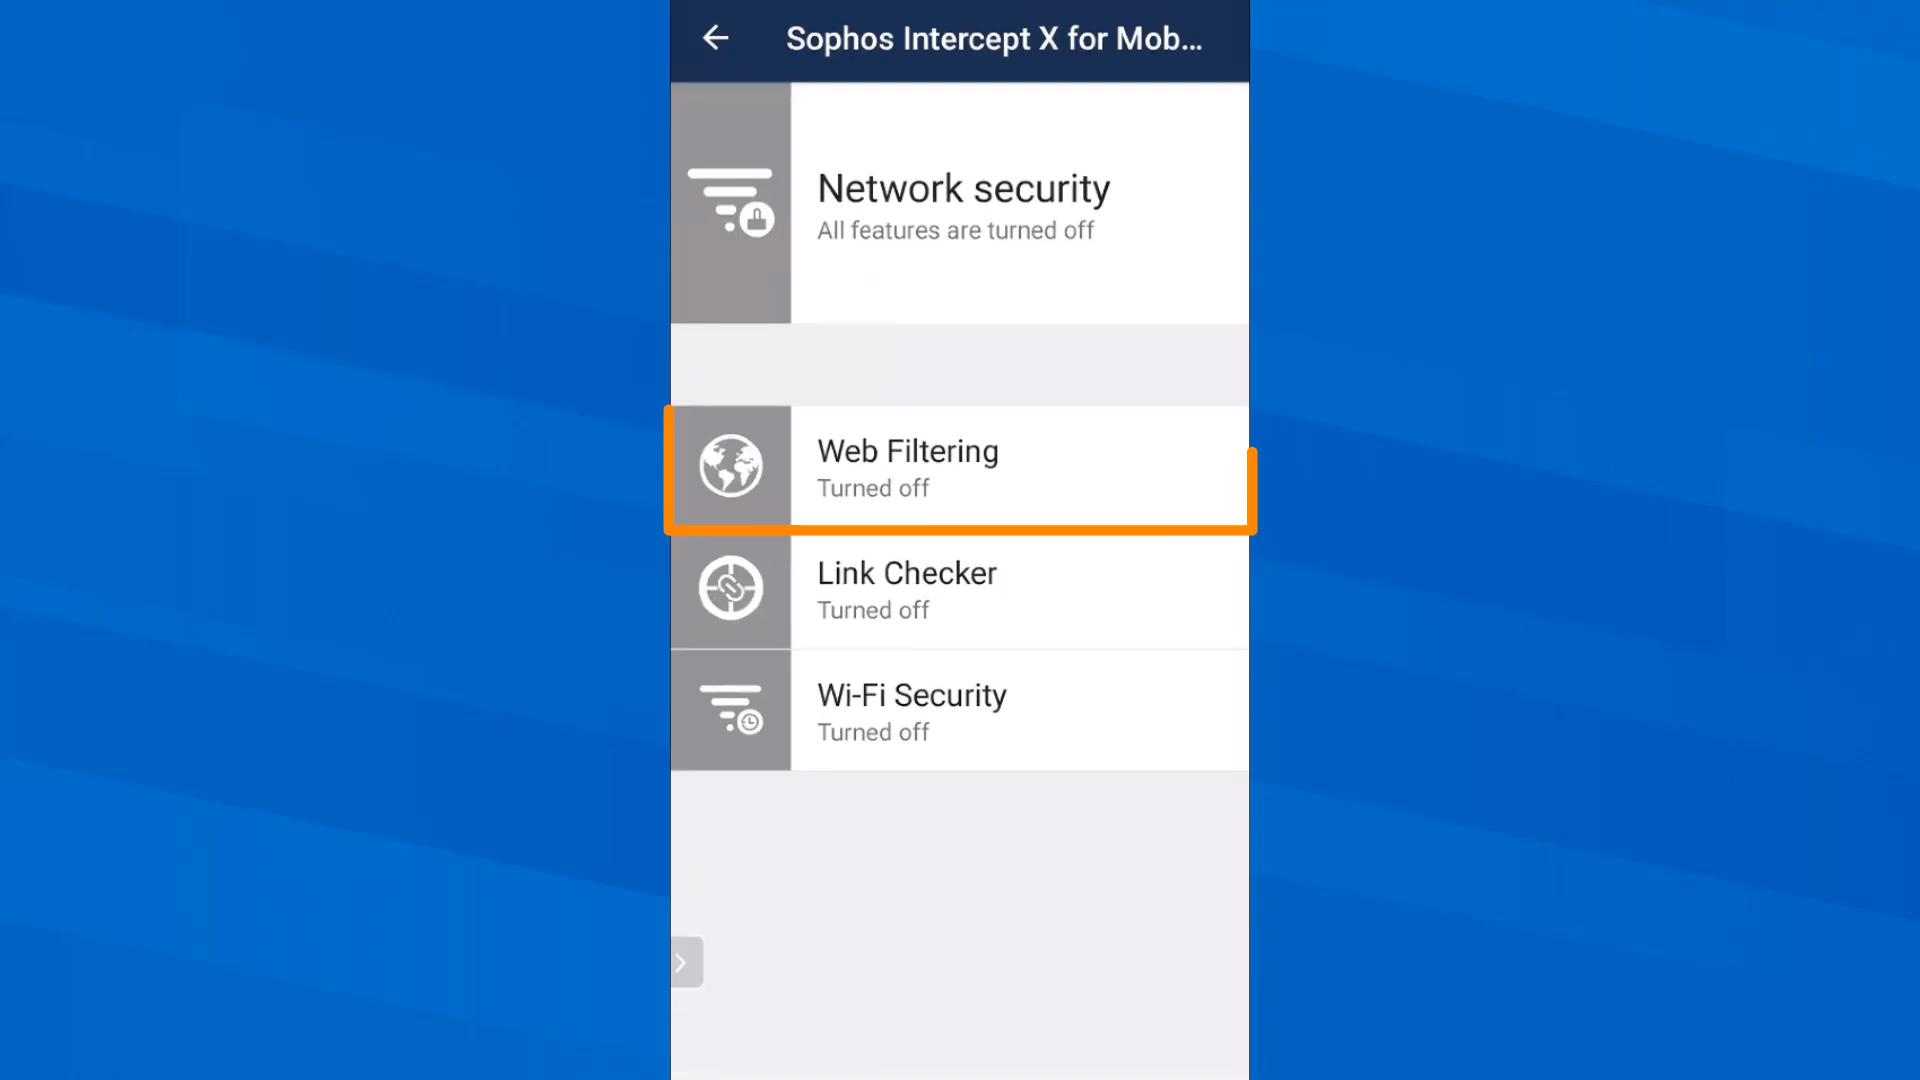 Sophos Intercept X for Mob...
Network security
All features are turned off
Web Filtering
Turned off
Link Checker
Turned off
Wi-Fi Security
Turned off